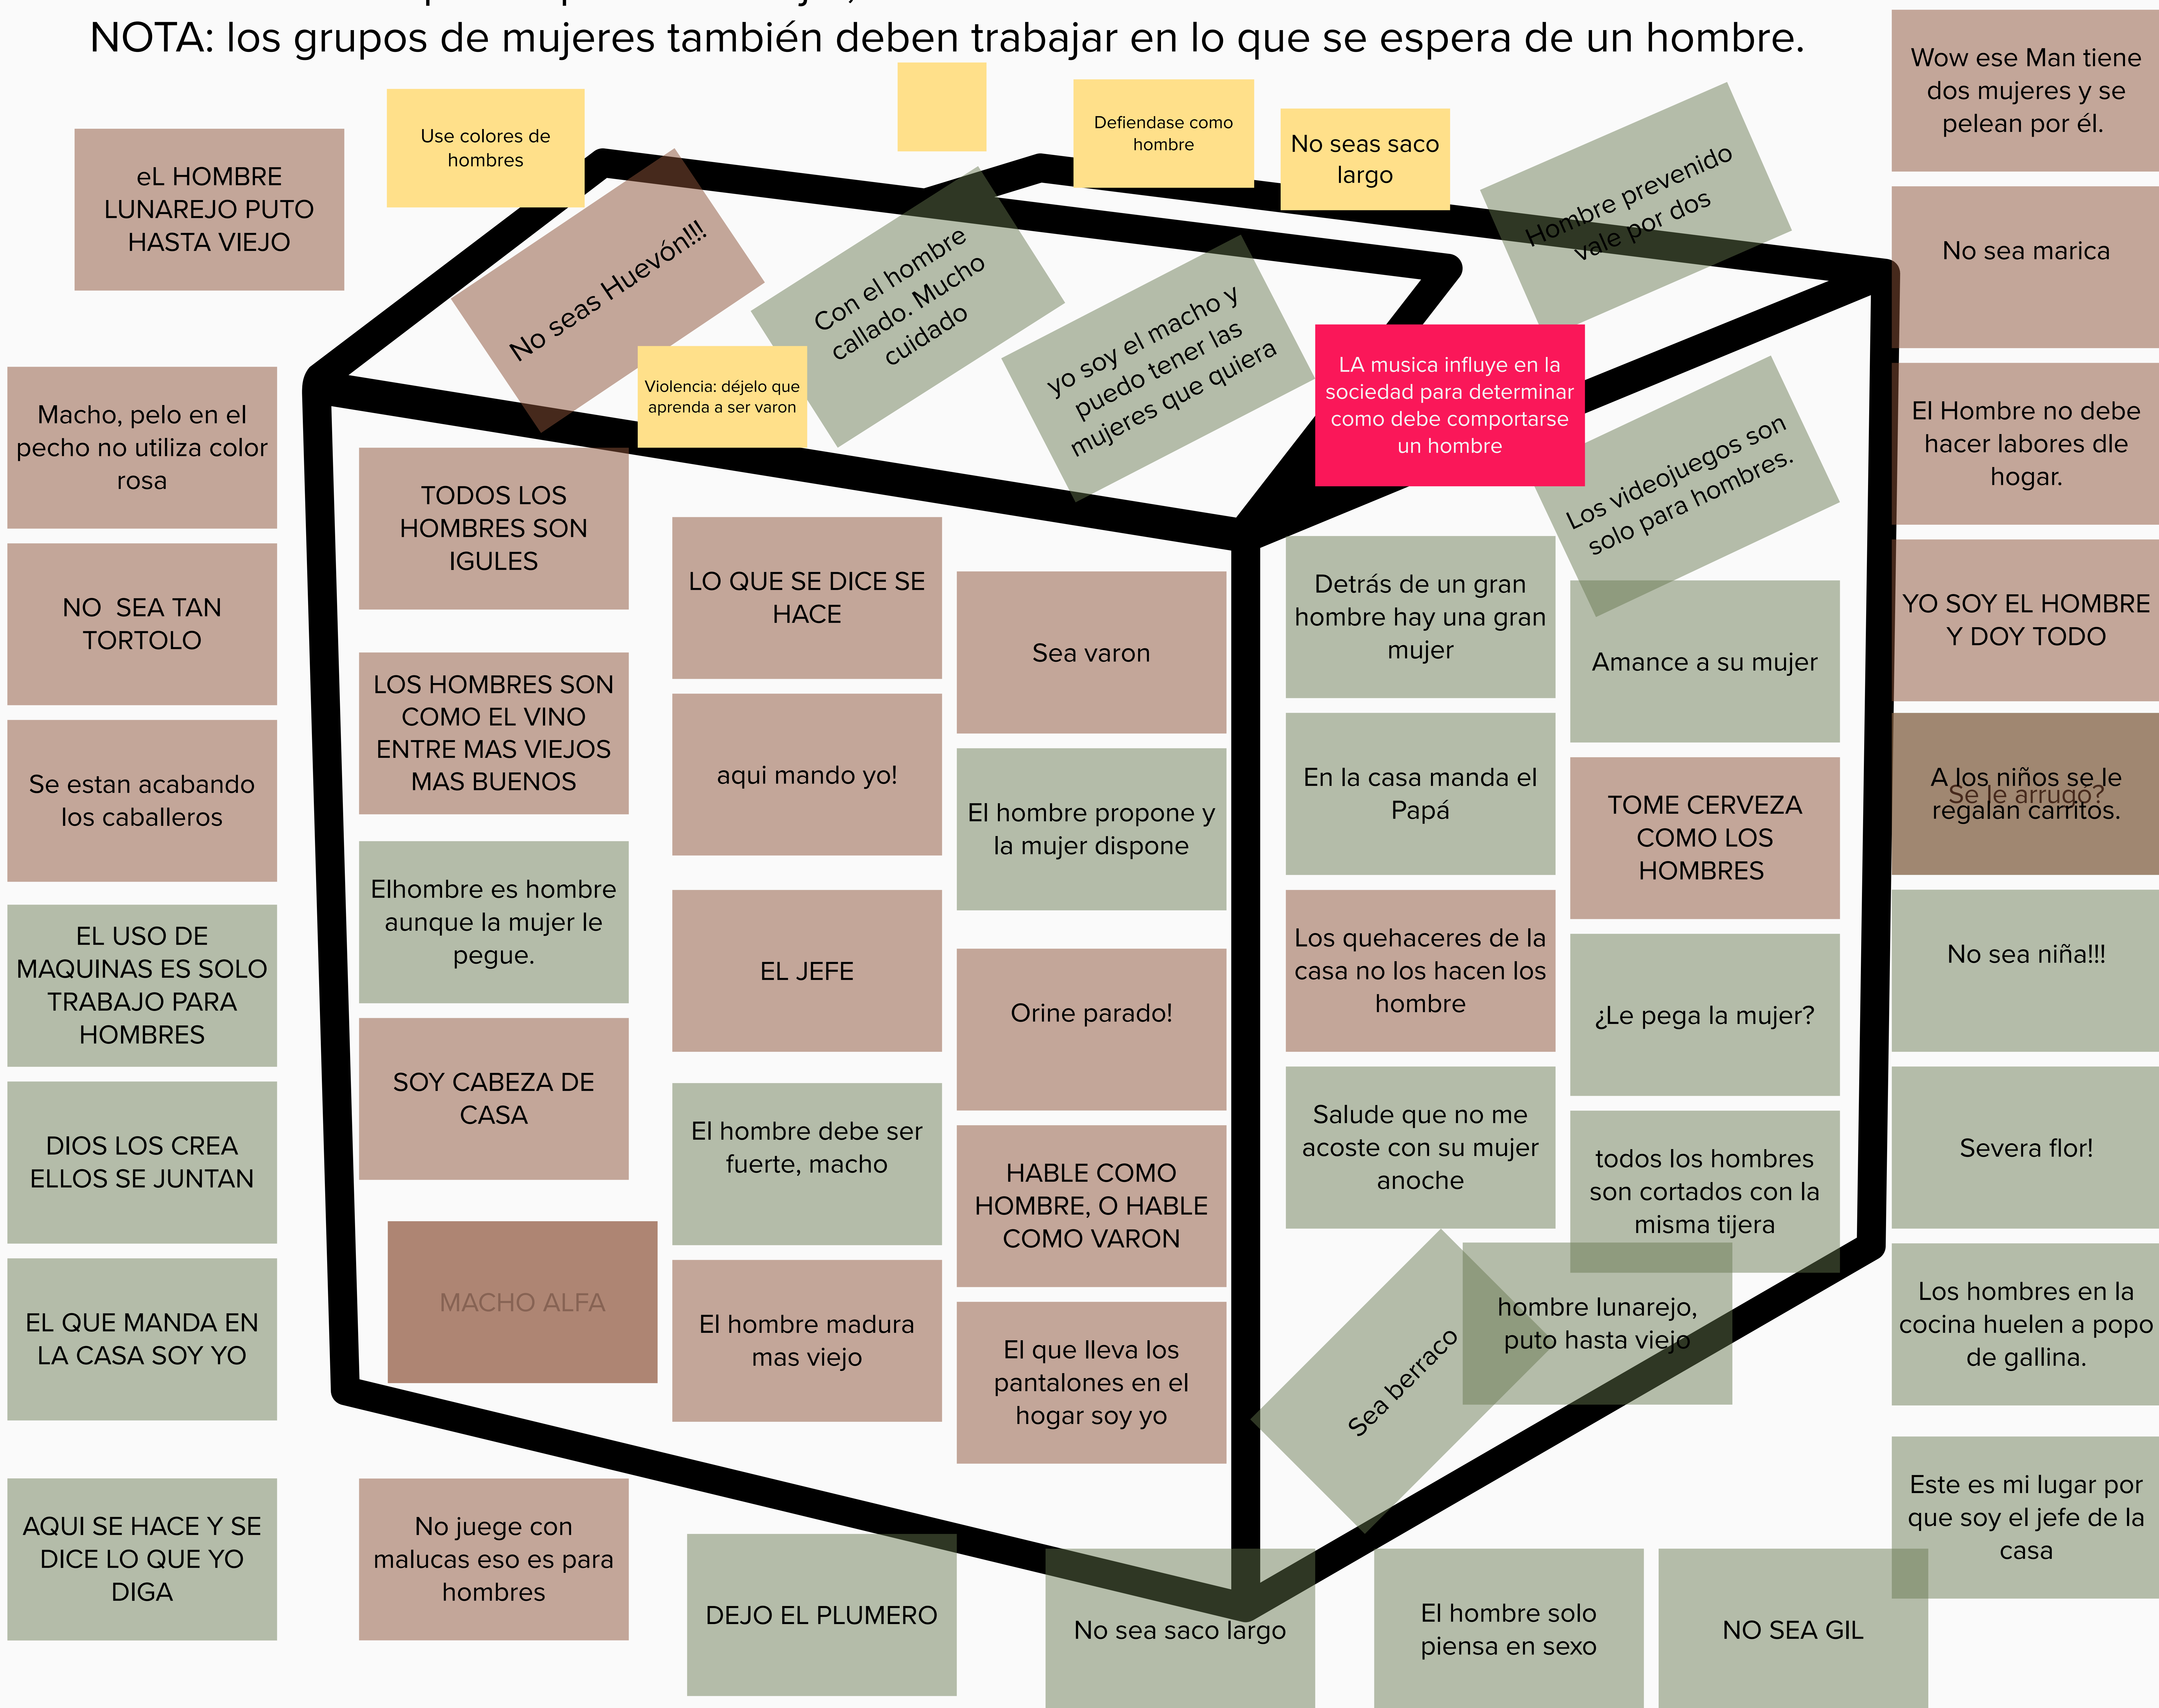 NOTA: los grupos de mujeres también deben trabajar en lo que se espera de un hombre.
eL HOMBRE
LUNAREJO PUTO
HASTA VIEJO
Use colores de
hombres
Defiendase como
hombre
No seas saco
largo
Hombre prevenido
vale por dos
Wow ese Man tiene
dos mujeres y se
pelean por él.
No seas Huevón!!!
Con el hombre
callado. Mucho
cuidado
yo soy el macho y
puedo tener las
mujeres que quiera
Violencia: déjelo que
aprenda a ser varon
LA musica influye en la
sociedad para determinar
como debe comportarse
un hombre
Los videojuegos son
solo para hombres.
No sea marica
El Hombre no debe
hacer labores dle
hogar.
YO SOY EL HOMBRE
Y DOY TODO
A los niños se le
regalan carritos.
Se le arrugó?
No sea niña!!!
Severa flor!
Los hombres en la
cocina huelen a popo
de gallina.
Este es mi lugar por
que soy el jefe de la
casa
Macho, pelo en el
pecho no utiliza color
rosa
NO  SEA TAN
TORTOLO
Se estan acabando
los caballeros
EL USO DE
MAQUINAS ES SOLO
TRABAJO PARA
HOMBRES
DIOS LOS CREA
ELLOS SE JUNTAN
EL QUE MANDA EN
LA CASA SOY YO
AQUI SE HACE Y SE
DICE LO QUE YO
DIGA
TODOS LOS
HOMBRES SON
IGULES
LOS HOMBRES SON
COMO EL VINO
ENTRE MAS VIEJOS
MAS BUENOS
Elhombre es hombre
aunque la mujer le
pegue.
SOY CABEZA DE
CASA
MACHO ALFA
No juege con
malucas eso es para
hombres
LO QUE SE DICE SE
HACE
aqui mando yo!
EL JEFE
El hombre debe ser
fuerte, macho
El hombre madura
mas viejo
DEJO EL PLUMERO
Sea varon
El hombre propone y
la mujer dispone
Orine parado!
HABLE COMO
HOMBRE, O HABLE
COMO VARON
El que lleva los
pantalones en el
hogar soy yo
No sea saco largo
Detrás de un gran
hombre hay una gran
mujer
En la casa manda el
Papá
Los quehaceres de la
casa no los hacen los
hombre
Salude que no me
acoste con su mujer
anoche
Sea berraco
Amance a su mujer
TOME CERVEZA
COMO LOS
HOMBRES
¿Le pega la mujer?
todos los hombres
son cortados con la
misma tijera
hombre lunarejo,
puto hasta viejo
El hombre solo
piensa en sexo
NO SEA GIL